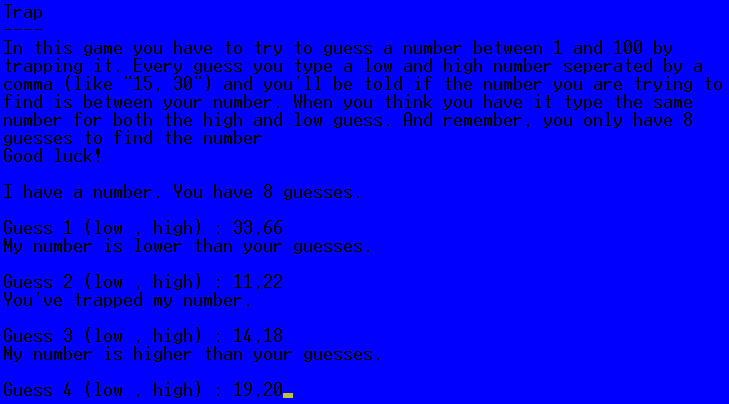 Trap
----
In this game you have to try to guess a number between 1 and 100 by
trapping it. Every guess you type a low and high number seperated by a
comma (like "15, 30") and you'll be told if the number you are trying to
find is between your number. When you think you have it type the same
number for both the high and low guess. And remember, you only have 8
guesses to find the number
Good luck!
I have a number. You have 8 guesses.
Guess 1 (low , high) : 33,66
My number is lower than your guesses.
Guess 2 (low , high) : 11,22
You've trapped my number.
Guess 3 (low , high) : 14,18
My number is higher than your guesses.
Guess 4 (low , high) : 19,20